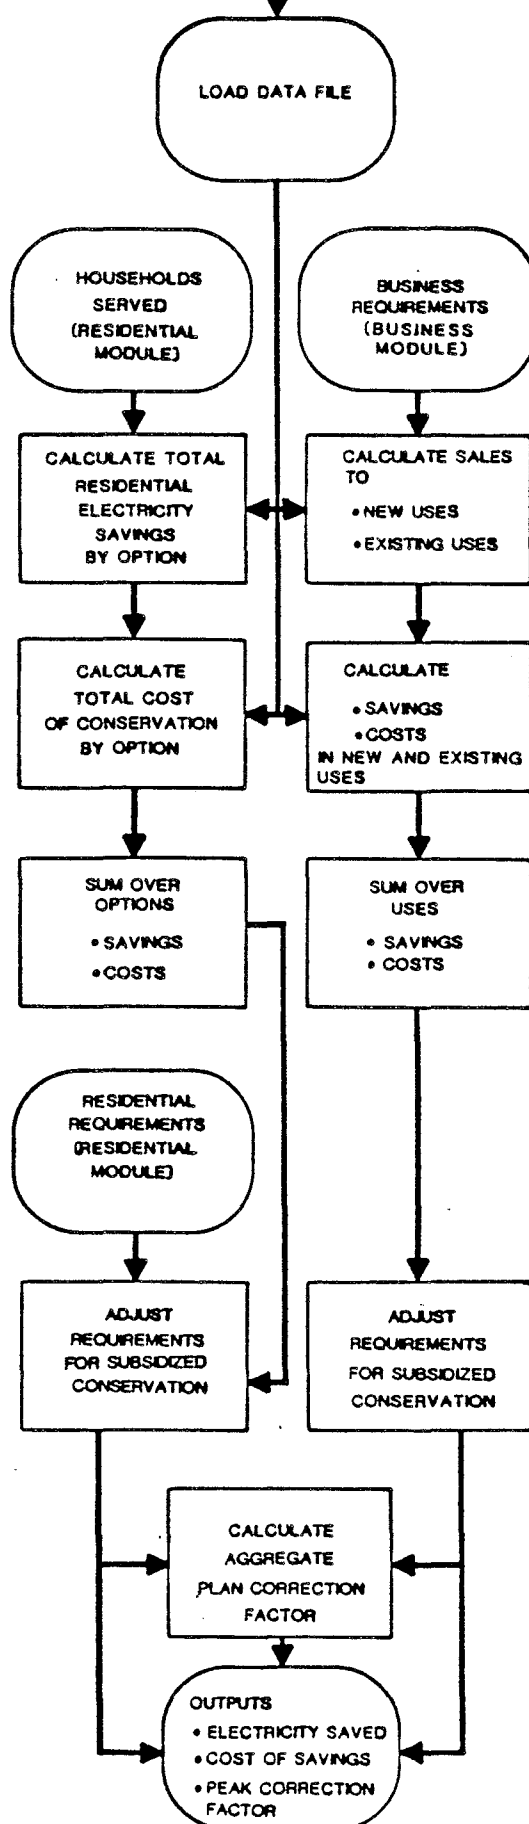 LOAD DATA FILE
HOUSEHOLDS
SERVED
(RESIDENTIAL
MODULE)
BUSINESS
REQUIREMENTS
(BUSINESS
MODULE)
CALCULATE TOTAL
RESIDENTIAL
ELECTRICITY
SAVINGS
BY OPTION
CALCULATE SALES
TO
• NEW USES
• EXISTING USES
CALCULATE
TOTAL COST
OF CONSERVATION
BY OPTION
CALCULATE
• SAVINGS
• COSTS
IN NEW AND EXISTING
USES
SUM OVER
OPTIONS
• SAVINGS
• COSTS
SUM OVER
USES
• SAVINGS
• COSTS
RESIDENTIAL
REQUIREMENTS
(RESIDENTIAL
MODULE)
ADJUST
REQUIREMENTS
FOR SUBSIDIZED
CONSERVATION
ADJUST
REQUIREMENTS
FOR SUBSIDIZED
CONSERVATION
CALCULATE
AGGREGATE
PLAN CORRECTION
FACTOR
OUTPUTS
• ELECTRICITY SAVED
• COST OF SAVINGS
• PEAK CORRECTION
FACTOR